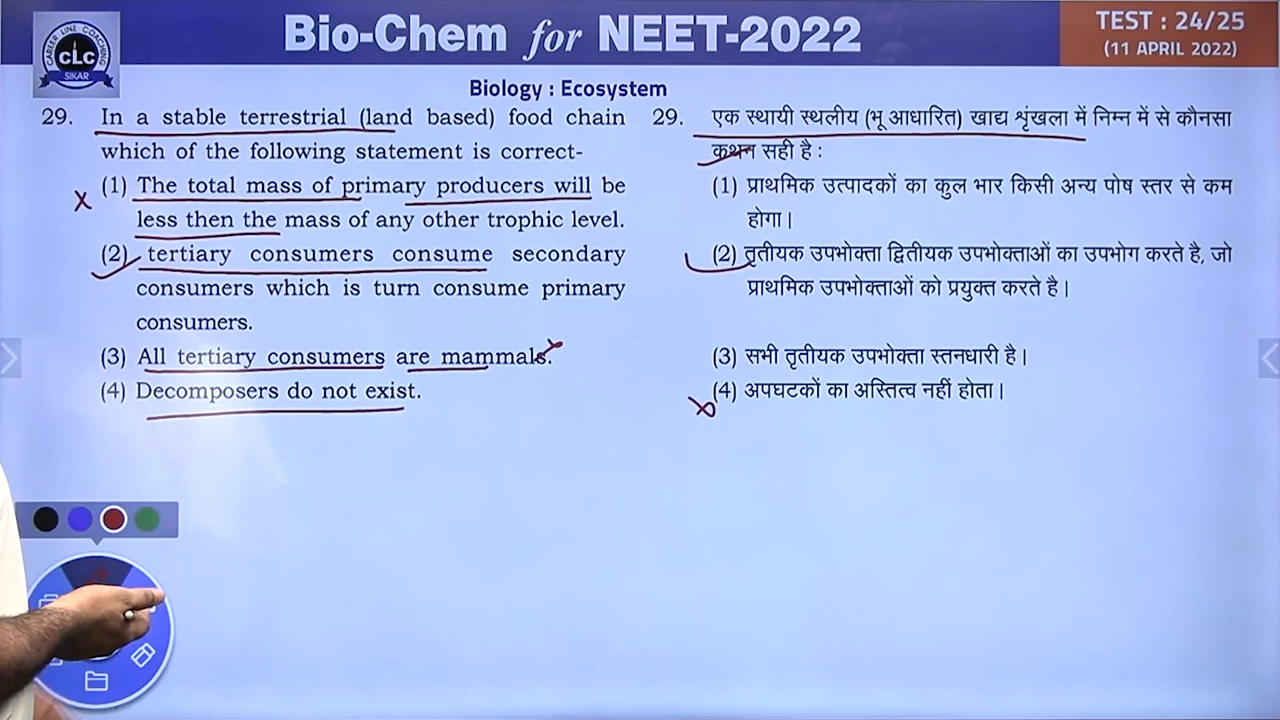 CAREER LINE COACHING
CLC
SIKAR
Bio-Chem for NEET-2022
TEST : 24/25
(11 APRIL 2022)
Biology : Ecosystem
29. In a stable terrestrial (land based) food chain
which of the following statement is correct-
(1) The total mass of primary producers will be
less then the mass of any other trophic level.
(2) tertiary consumers consume secondary
consumers which is turn consume primary
consumers.
(3) All tertiary consumers are mammals.
(4) Decomposers do not exist.
29. एक स्थायी स्थलीय (भू आधारित) खाद्य शृंखला में निम्न में से कौनसा
कथन सही है :
(1) प्राथमिक उत्पादकों का कुल भार किसी अन्य पोष स्तर से कम
होगा।
(2) तृतीयक उपभोक्ता द्वितीयक उपभोक्ताओं का उपभोग करते है, जो
प्राथमिक उपभोक्ताओं को प्रयुक्त करते है।
(3) सभी तृतीयक उपभोक्ता स्तनधारी है।
(4) अपघटकों का अस्तित्व नहीं होता।